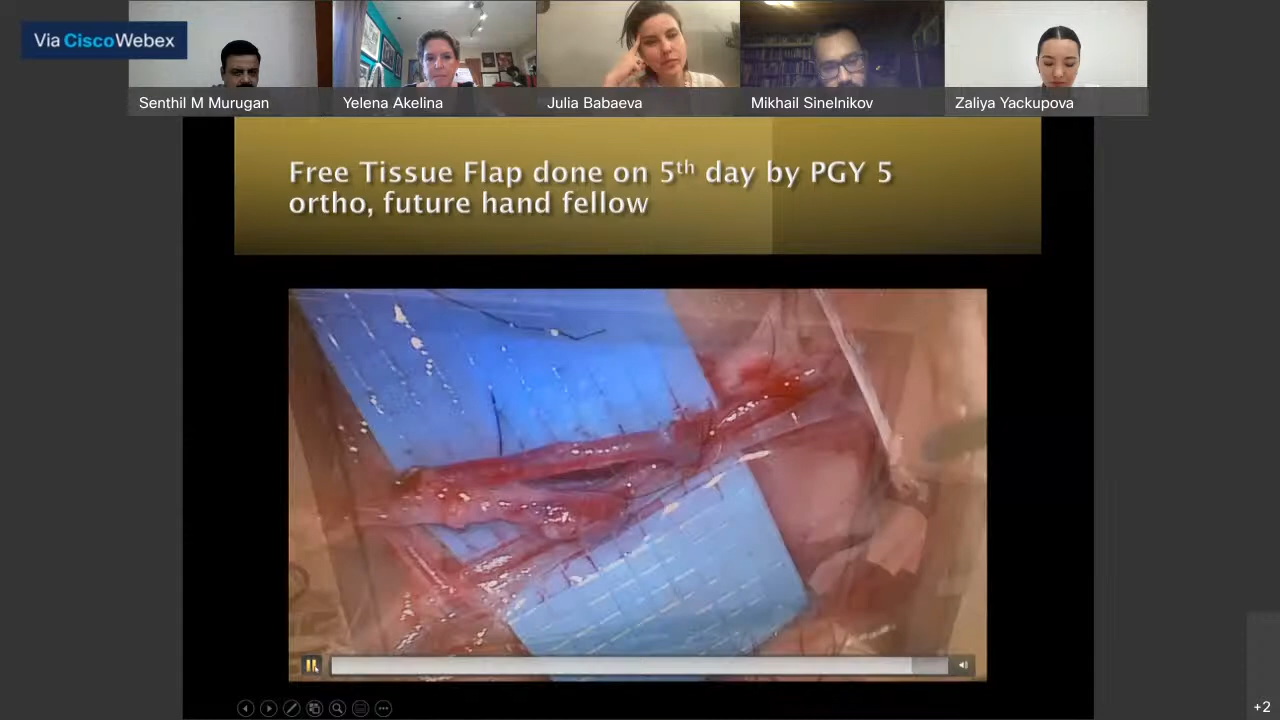 Via CiscoWebex
Senthil M Murugan
Yelena Akelina
Julia Babaeva
Mikhail Sinelnikov
Zaliya Yackupova
Free Tissue Flap done on 5th day by PGY 5
ortho, future hand fellow
+2